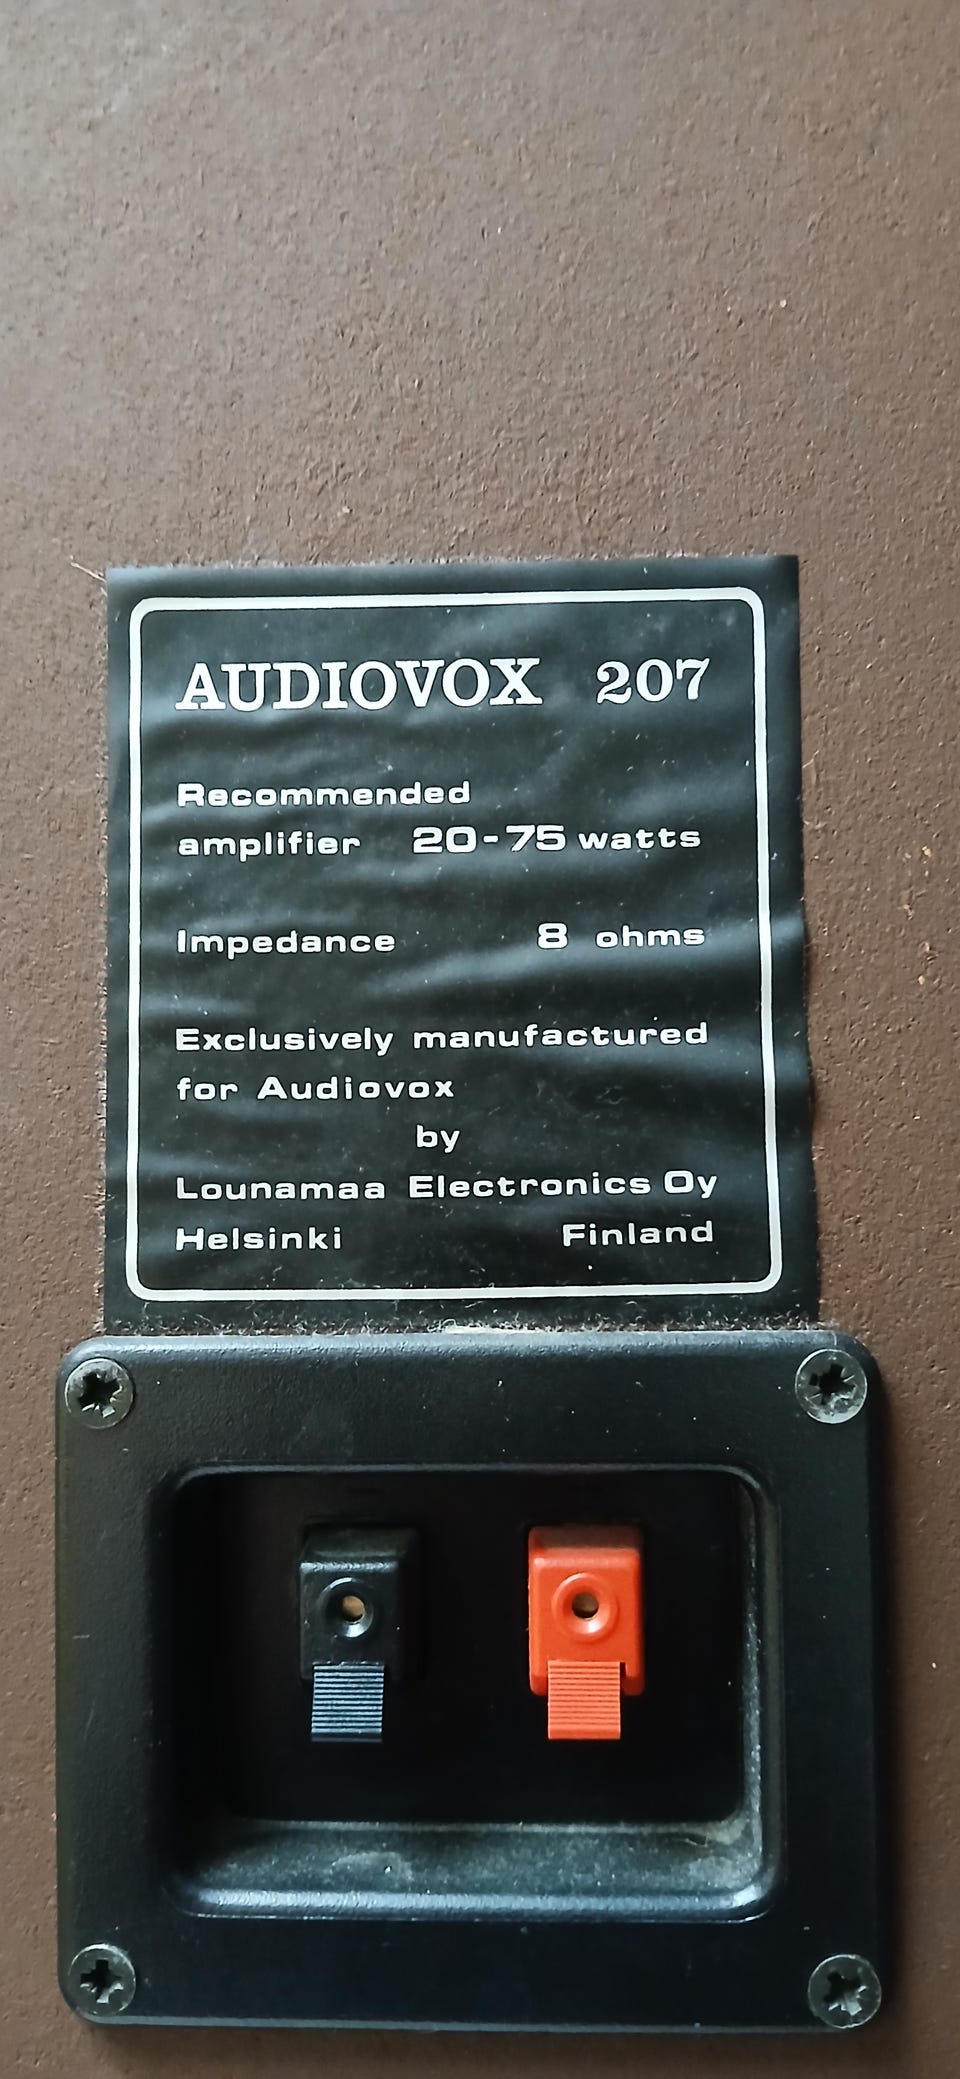 AUDIOVOX 207
Recommended
amplifier 20-75 watts
Impedance 8 ohms
Exclusively manufactured
for Audiovox
by
Lounamaa Electronics Oy
Helsinki Finland